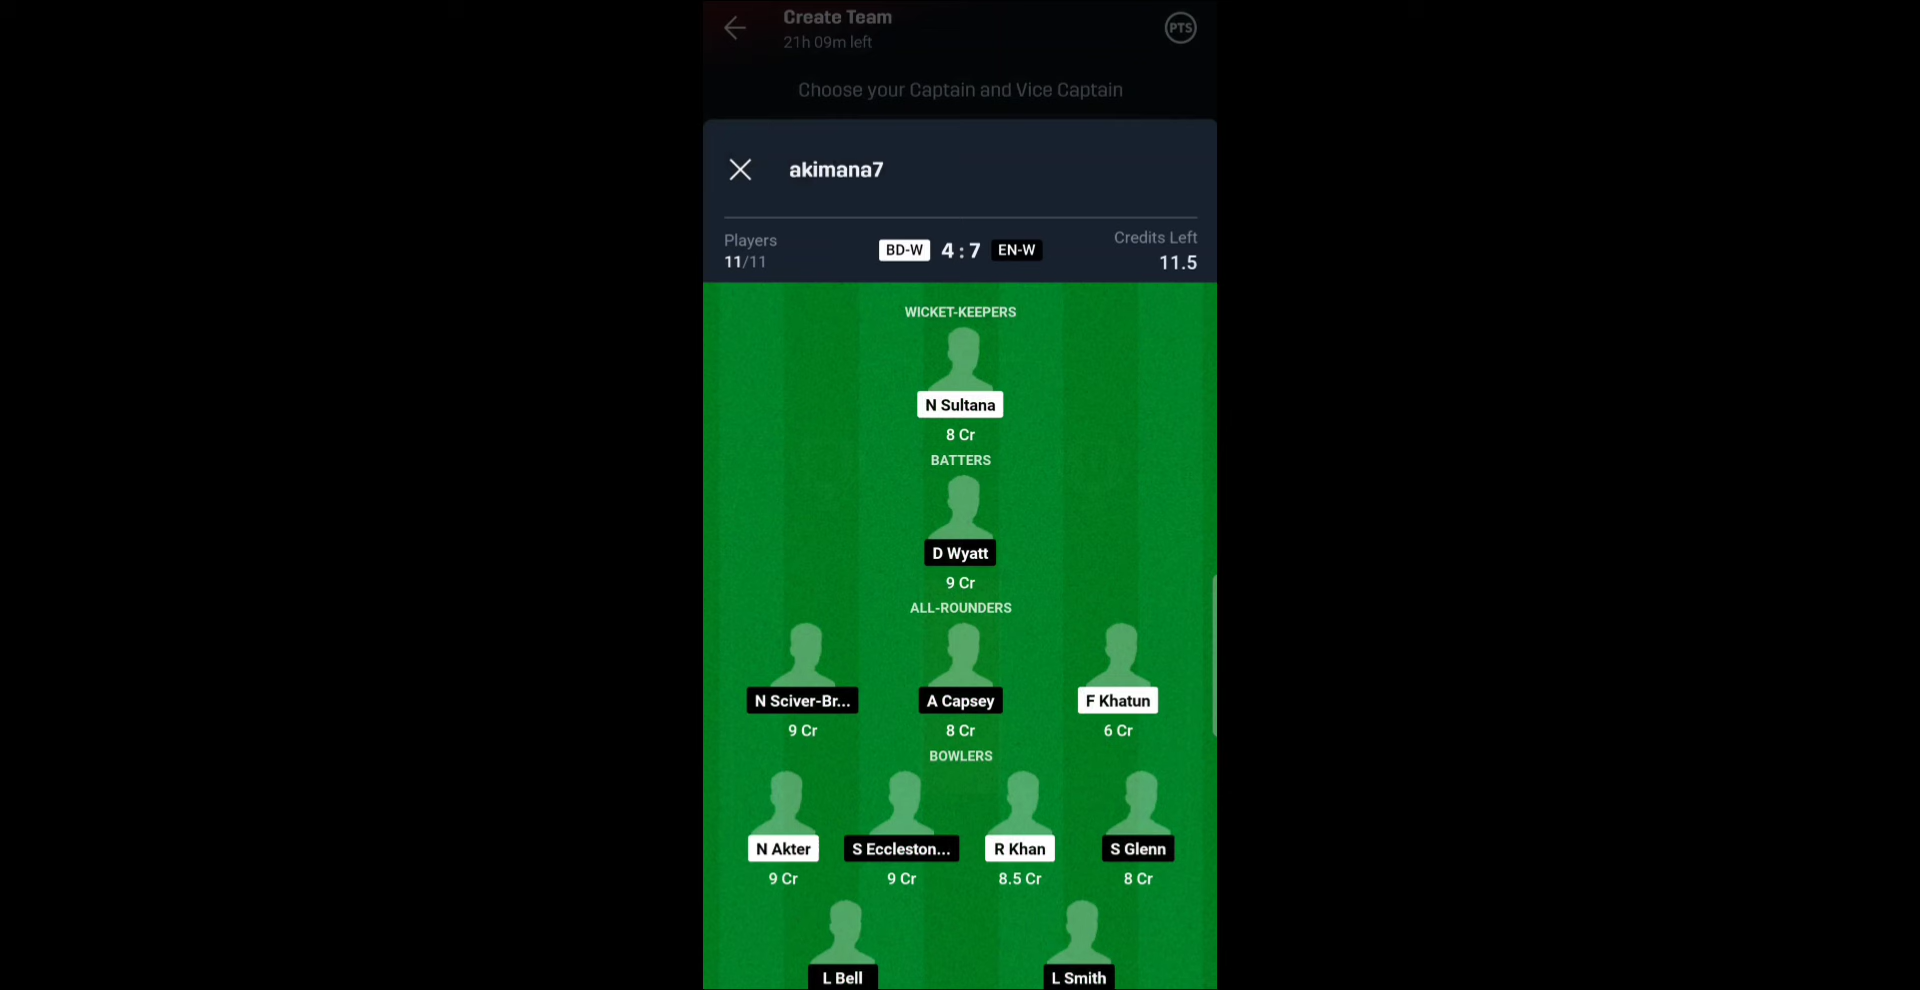 Create Team
21h 09m left
PTS
Choose your Captain and Vice Captain
akimana7
Players
11/11
BD-W 4 : 7 EN-W
Credits Left
11.5
WICKET-KEEPERS
N Sultana
8 Cr
BATTERS
D Wyatt
9 Cr
ALL-ROUNDERS
N Sciver-Br... A Capsey F Khatun
9 Cr 8 Cr 6 Cr
BOWLERS
N Akter S Eccleston... R Khan S Glenn
9 Cr 9 Cr 8.5 Cr 8 Cr
L Bell L Smith